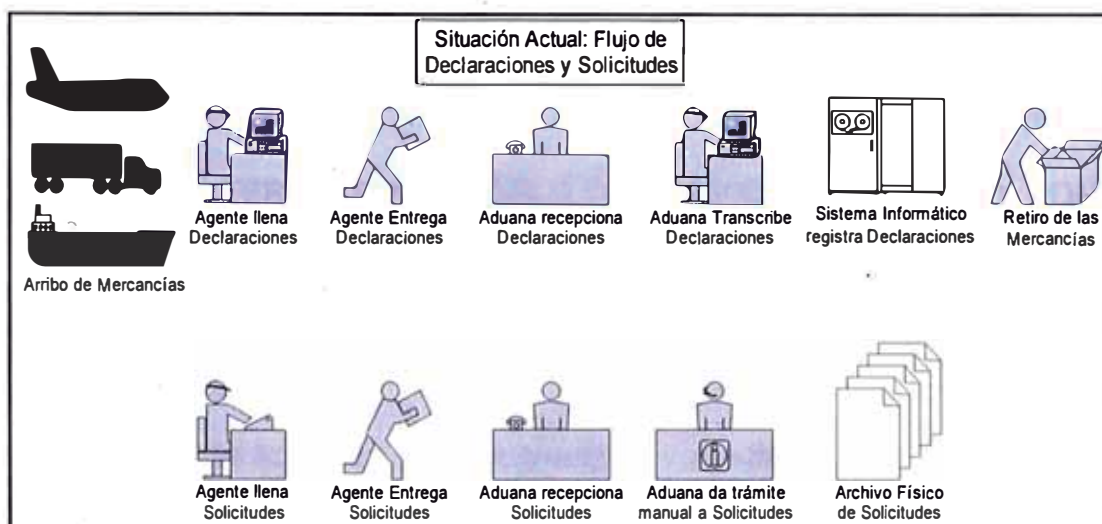 Situación Actual: Flujo de
Declaraciones y Solicitudes
Arribo de Mercancías
Agente llena
Declaraciones
Agente Entrega
Declaraciones
Aduana recepciona
Declaraciones
Aduana Transcribe
Declaraciones
Sistema Informático
registra Declaraciones
Retiro de las
Mercancías
Agente llena
Solicitudes
Agente Entrega
Solicitudes
Aduana recepciona
Solicitudes
Aduana da trámite
manual a Solicitudes
Archivo Físico
de Solicitudes